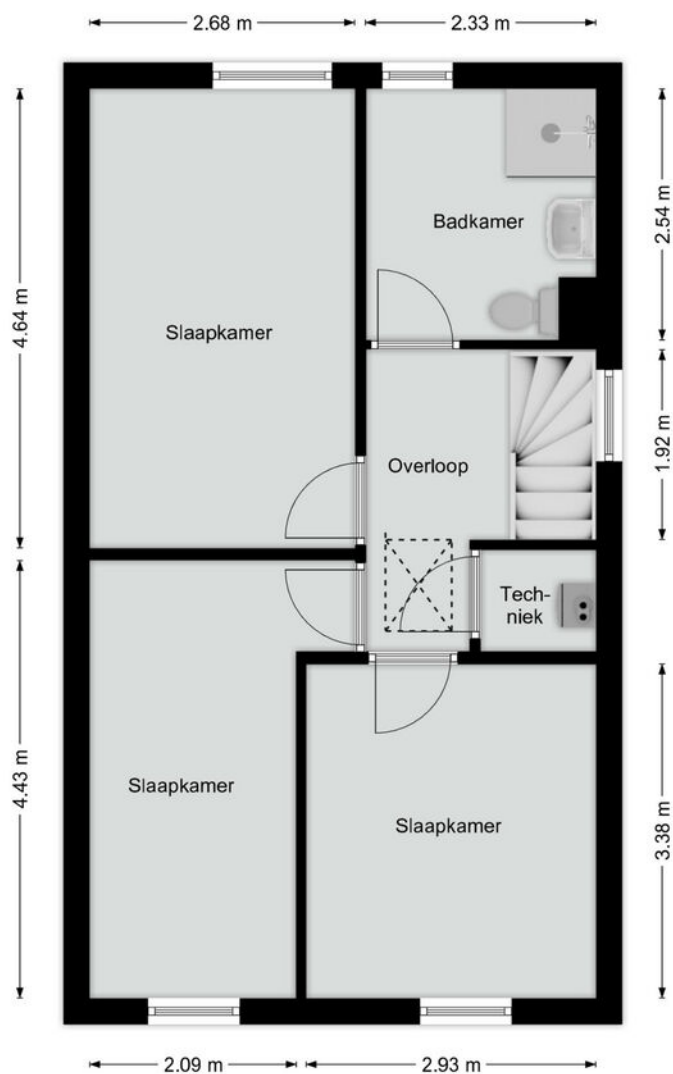 2.68 m
2.33 m
4.64 m
2.54 m
Badkamer
Slaapkamer
1.92 m
Overloop
Tech-
niek
4.43 m
Slaapkamer
Slaapkamer
3.38 m
2.09 m
2.93 m